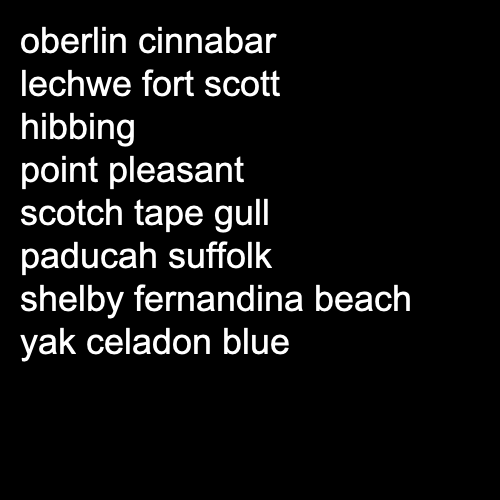 oberlin cinnabar
lechwe fort scott
hibbing
point pleasant
scotch tape gull
paducah suffolk
shelby fernandina beach
yak celadon blue